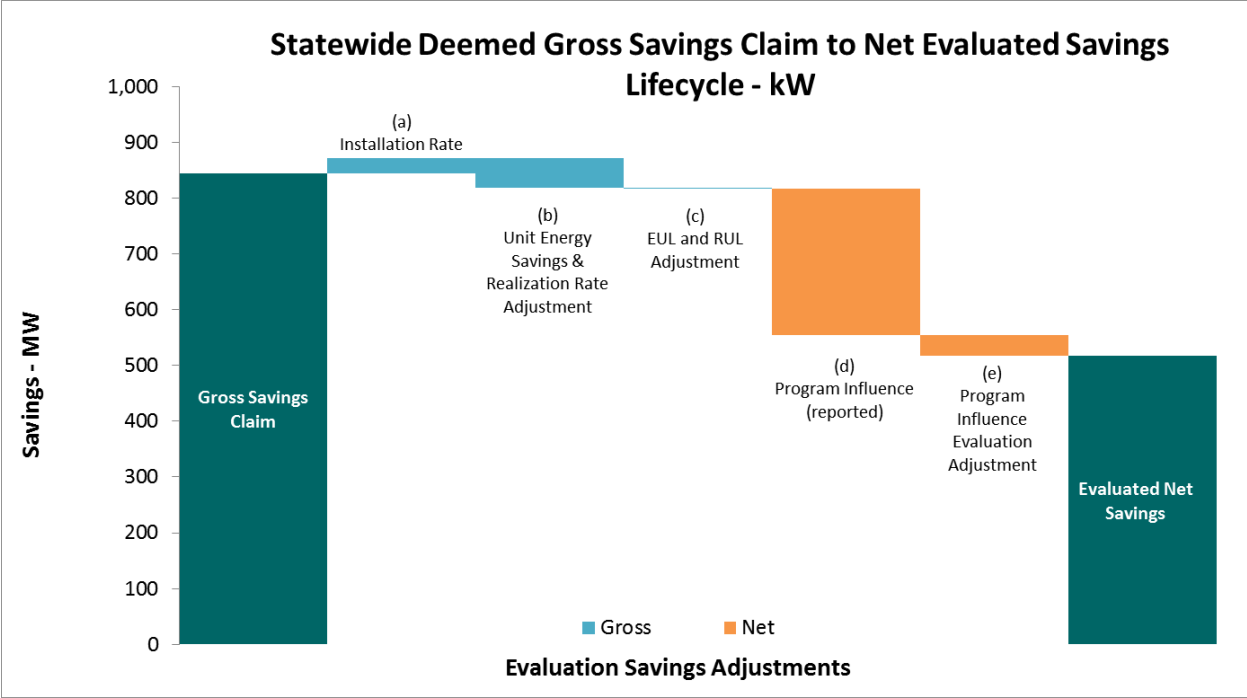 Statewide Deemed Gross Savings Claim to Net Evaluated Savings
Lifecycle - kW
Savings - MW
1,000
900
800
700
600
500
400
300
200
100
0
Gross Savings
Claim
(a)
Installation Rate
(b)
Unit Energy
Savings &
Realization Rate
Adjustment
(c)
EUL and RUL
Adjustment
(d)
Program Influence
(reported)
(e)
Program
Influence
Evaluation
Adjustment
Evaluated Net
Savings
Gross
Net
Evaluation Savings Adjustments